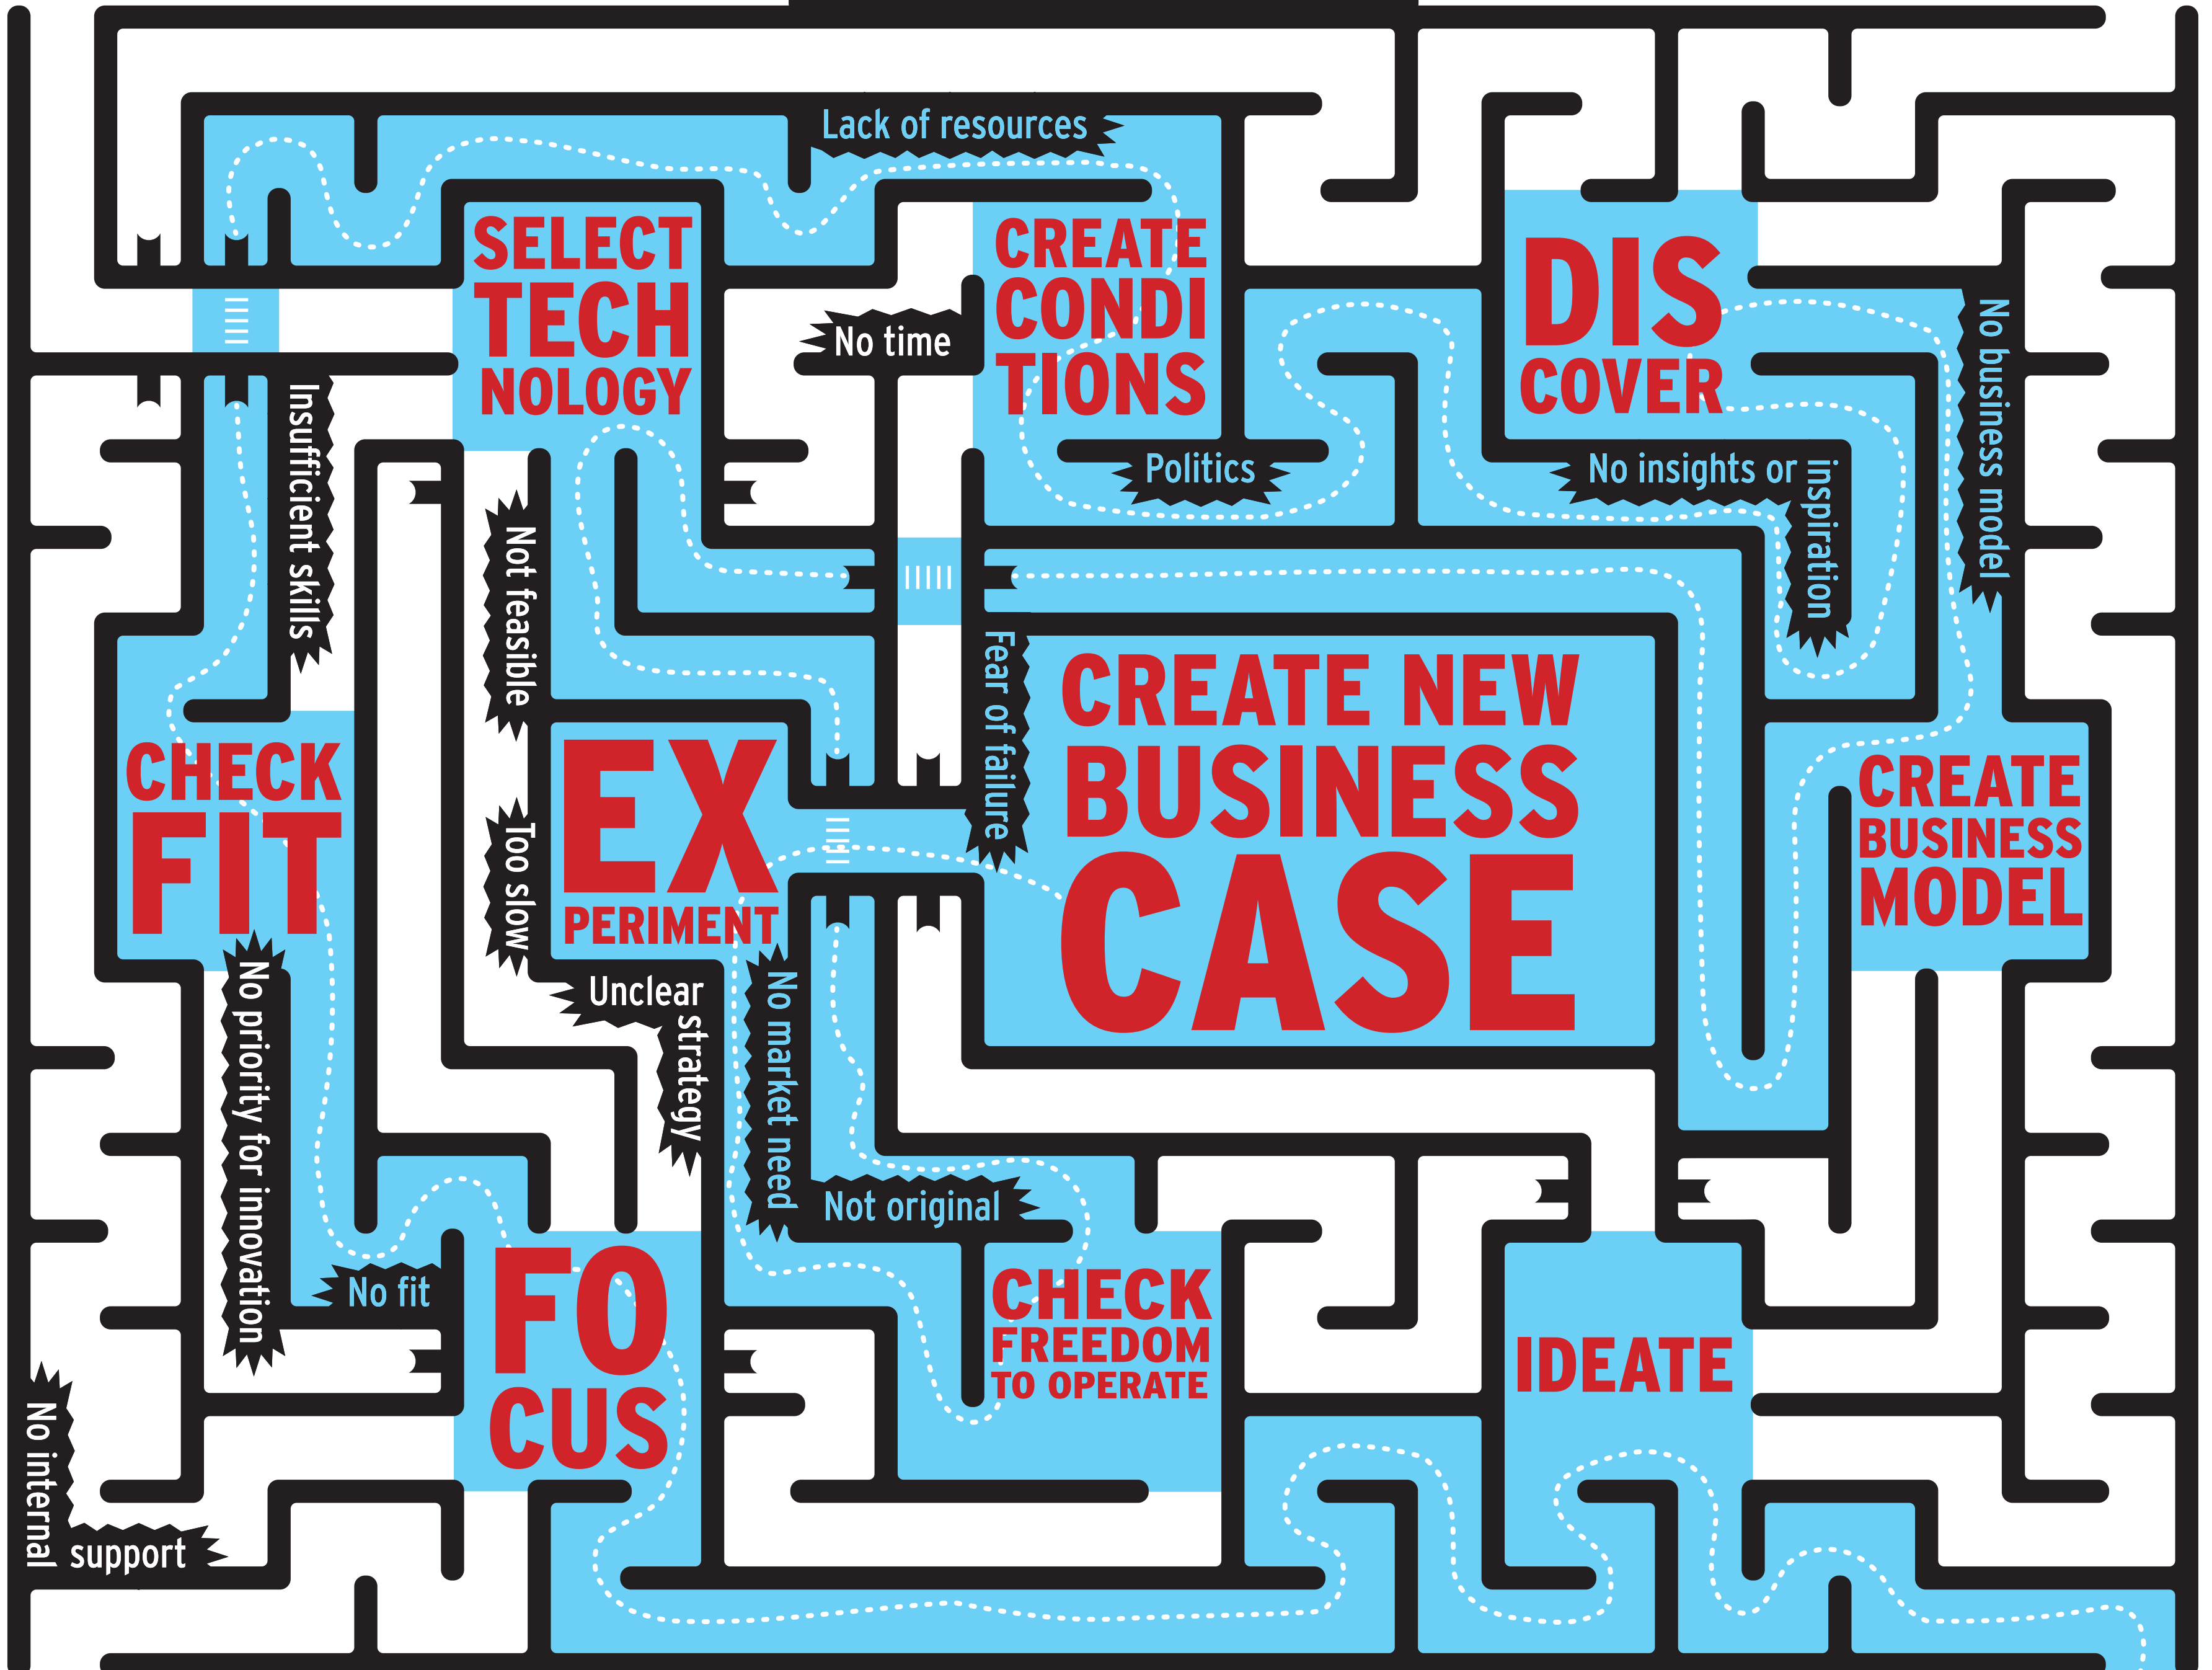 Lack of resources
SELECT
TECH
NOLOGY
CREATE
CONDI
TIONS
No time
DIS
COVER
No business model
Politics
No insights or
inspiration
Insufficient skills
Not feasible
Fear of failure
CREATE NEW
BUSINESS
CASE
CREATE
BUSINESS
MODEL
CHECK
FIT
EX
PERIMENT
Too slow
Unclear
strategy
No market need
No priority for innovation
Not original
No fit
FO
CUS
CHECK
FREEDOM
TO OPERATE
IDEATE
No internal
support